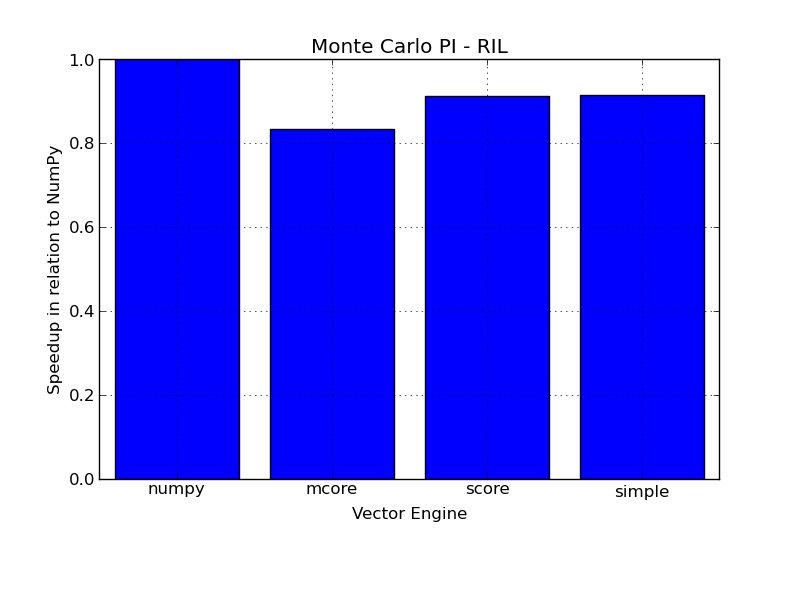 Monte Carlo PI - RIL
1.0
0.8
0.6
0.4
0.2
0.0
Speedup in relation to NumPy
numpy mcore score simple
Vector Engine